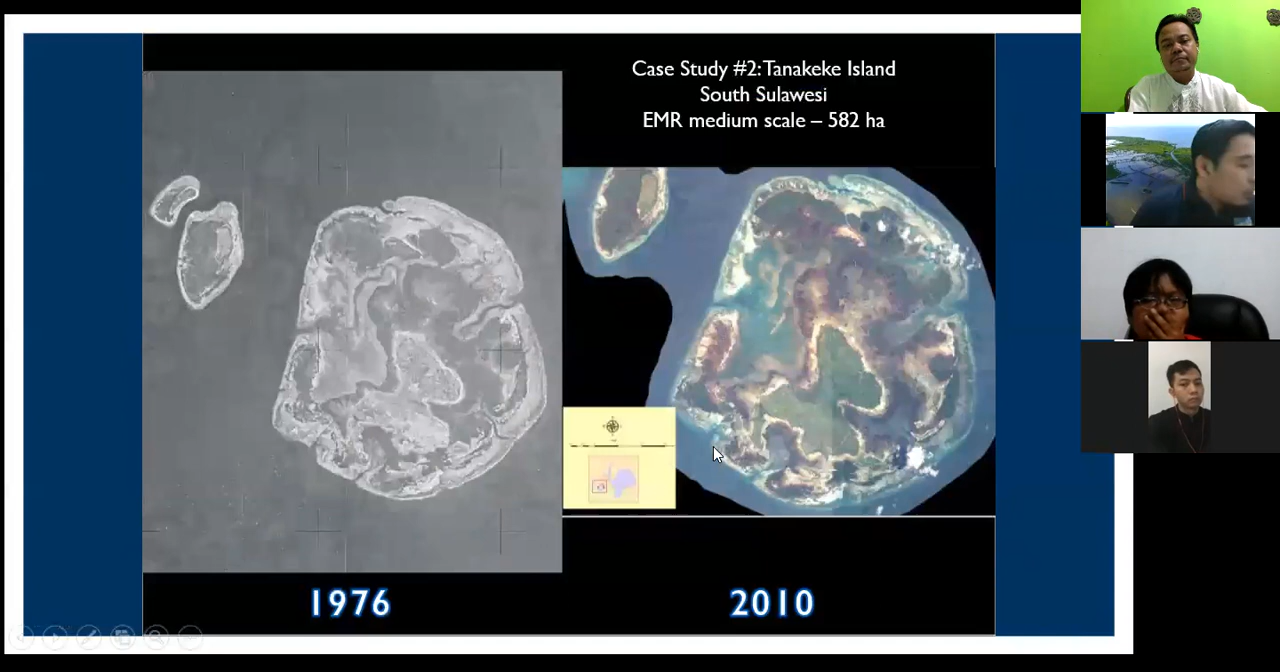 Case Study #2: Tanakeke Island
South Sulawesi
EMR medium scale – 582 ha
1976
2010